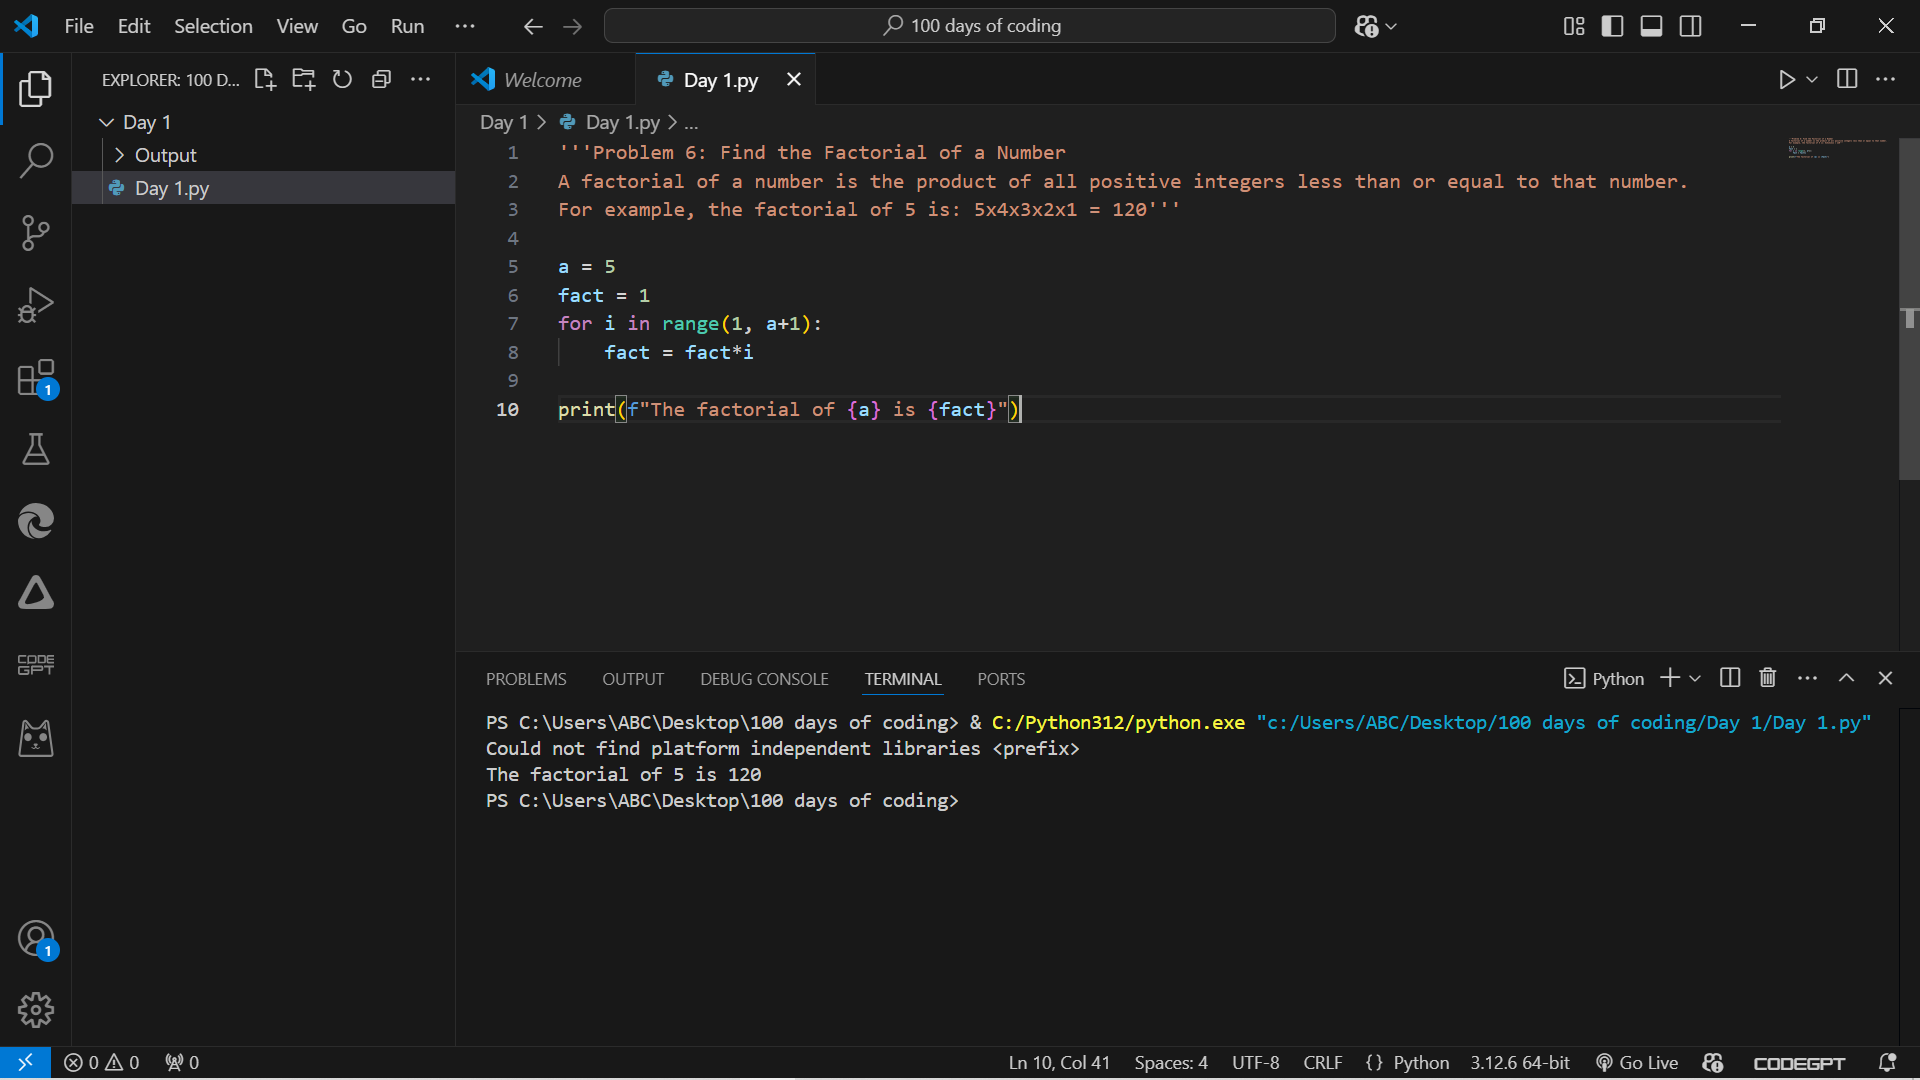 File Edit Selection View Go Run ··· 100 days of coding
EXPLORER: 100 D... ···
Day 1
Output
Day 1.py
Welcome
Day 1.py
Day 1 > Day 1.py > ...
1 '''Problem 6: Find the Factorial of a Number
2 A factorial of a number is the product of all positive integers less than or equal to that number.
3 For example, the factorial of 5 is: 5x4x3x2x1 = 120'''
4
5 a = 5
6 fact = 1
7 for i in range(1, a+1):
8     fact = fact*i
9
10 print(f"The factorial of {a} is {fact}")
1
CODE
GPT
1
PROBLEMS OUTPUT DEBUG CONSOLE TERMINAL PORTS Python
PS C:\Users\ABC\Desktop\100 days of coding> & C:/Python312/python.exe "c:/Users/ABC/Desktop/100 days of coding/Day 1/Day 1.py"
Could not find platform independent libraries <prefix>
The factorial of 5 is 120
PS C:\Users\ABC\Desktop\100 days of coding>
0 0 0 Ln 10, Col 41 Spaces: 4 UTF-8 CRLF {} Python 3.12.6 64-bit Go Live CODEGPT